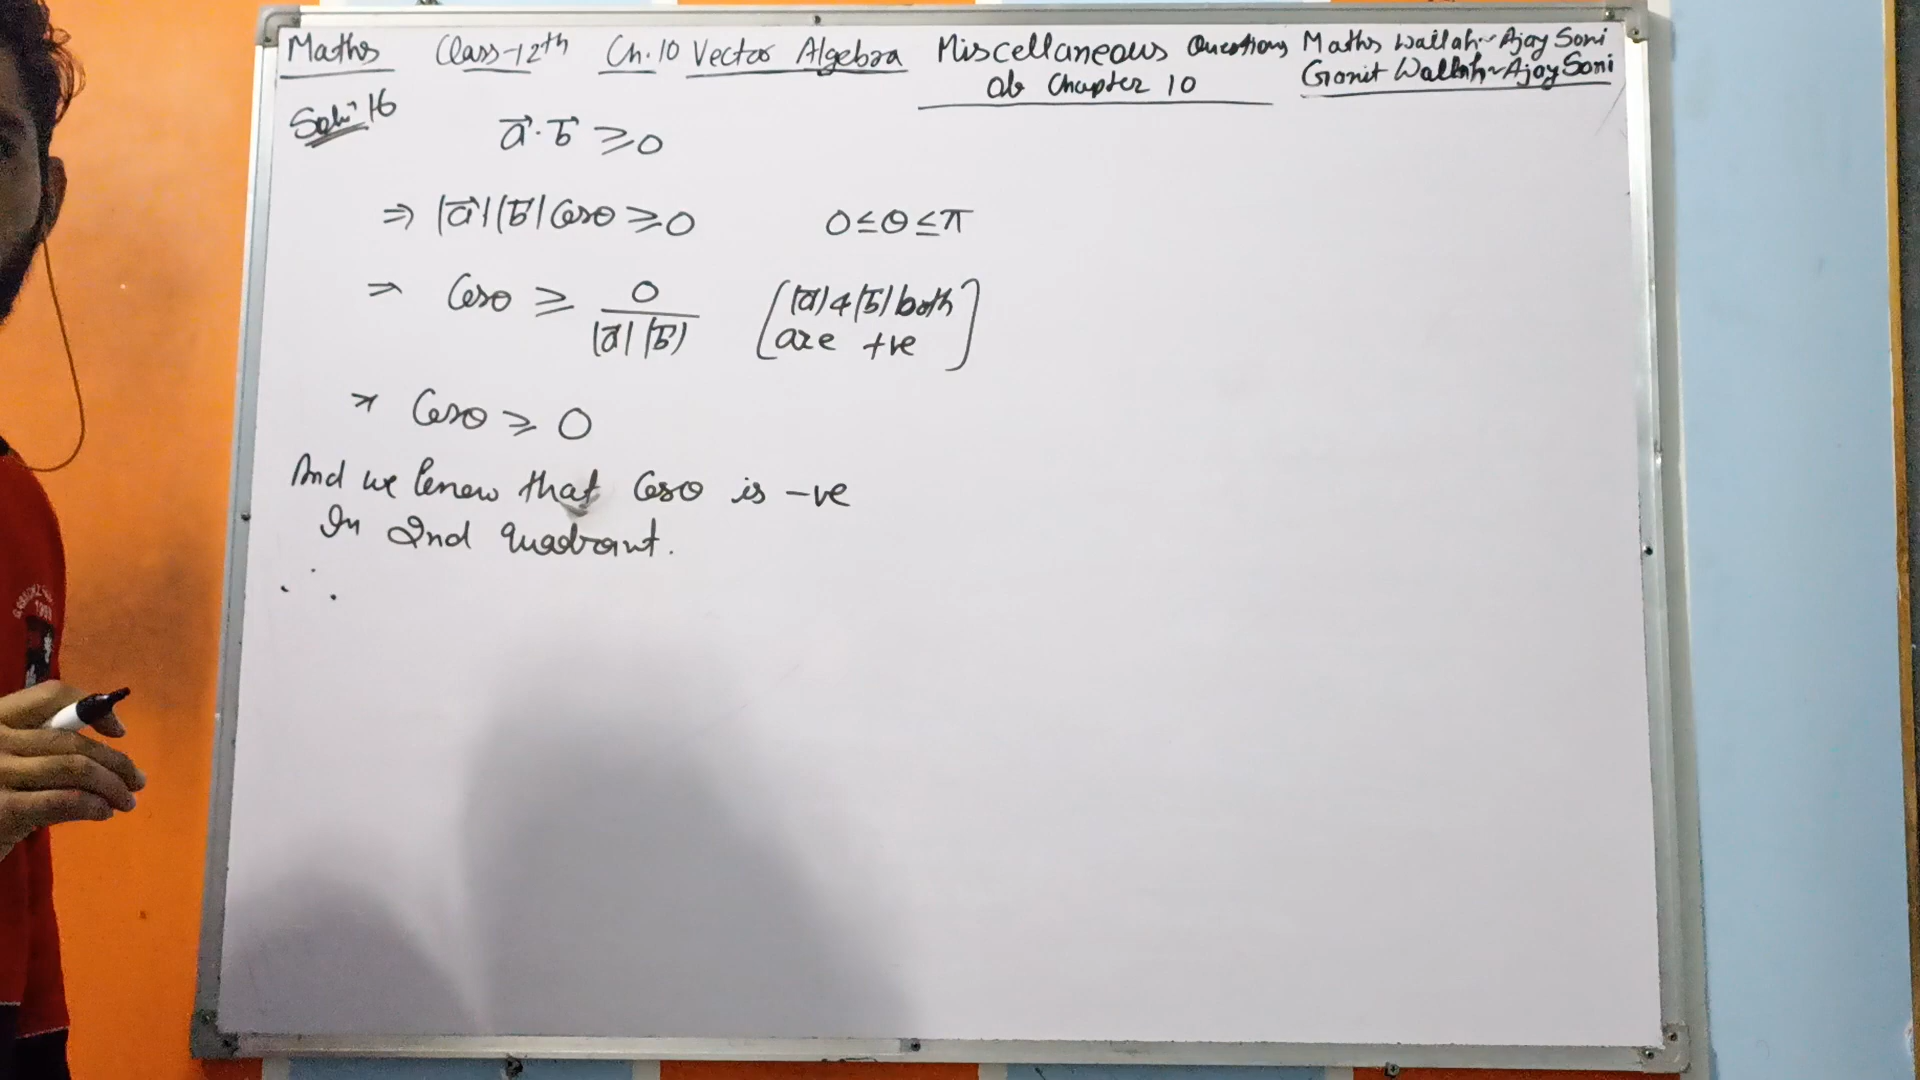 Maths Class-12th Ch.10 Vector Algebra Miscellaneous Questions Maths Wallah~Ajay Soni
of Chapter 10 Ganit Wallah~Ajay Soni
Soln 16
a⃗·b⃗ ≥0
⇒ |a⃗||b⃗|Cosθ ≥0 0≤θ≤π
⇒ Cosθ ≥ 0/(|a⃗||b⃗|) [|a⃗|&|b⃗| both
are +ve]
⇒ Cosθ ≥ 0
And we know that Cosθ is -ve
In 2nd quadrant.
∴